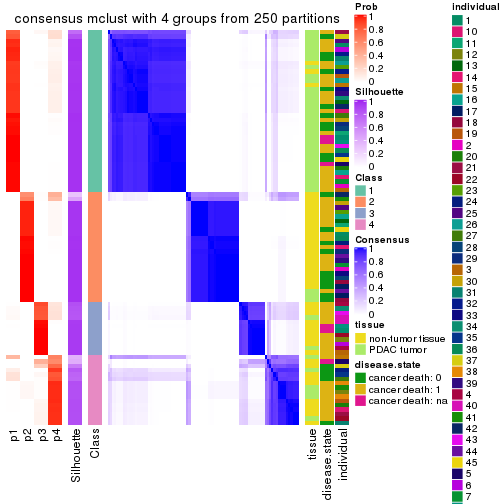 consensus mclust with 4 groups from 250 partitions
p1
p2
p3
p4
Silhouette
Class
tissue
disease.state
individual
Prob
1
0.8
0.6
0.4
0.2
0
Silhouette
1
0.8
0.6
0.4
0.2
0
Class
1
2
3
4
Consensus
1
0.8
0.6
0.4
0.2
0
tissue
non-tumor tissue
PDAC tumor
disease.state
cancer death: 0
cancer death: 1
cancer death: na
individual
1
10
11
12
13
14
15
16
17
18
19
2
20
21
22
23
24
25
26
27
28
29
3
30
31
32
33
34
35
36
37
38
39
4
40
41
42
43
44
45
5
6
7